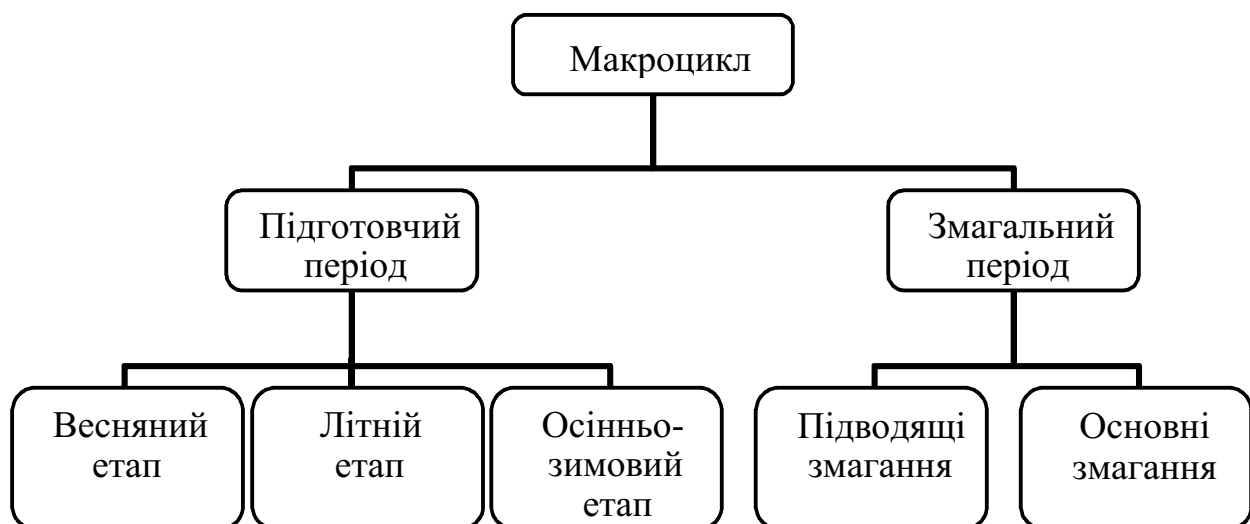 Макроцикл
Підготовчий
період
Змагальний
період
Весняний
етап
Літній
етап
Осінньо-
зимовий
етап
Підводящі
змагання
Основні
змагання